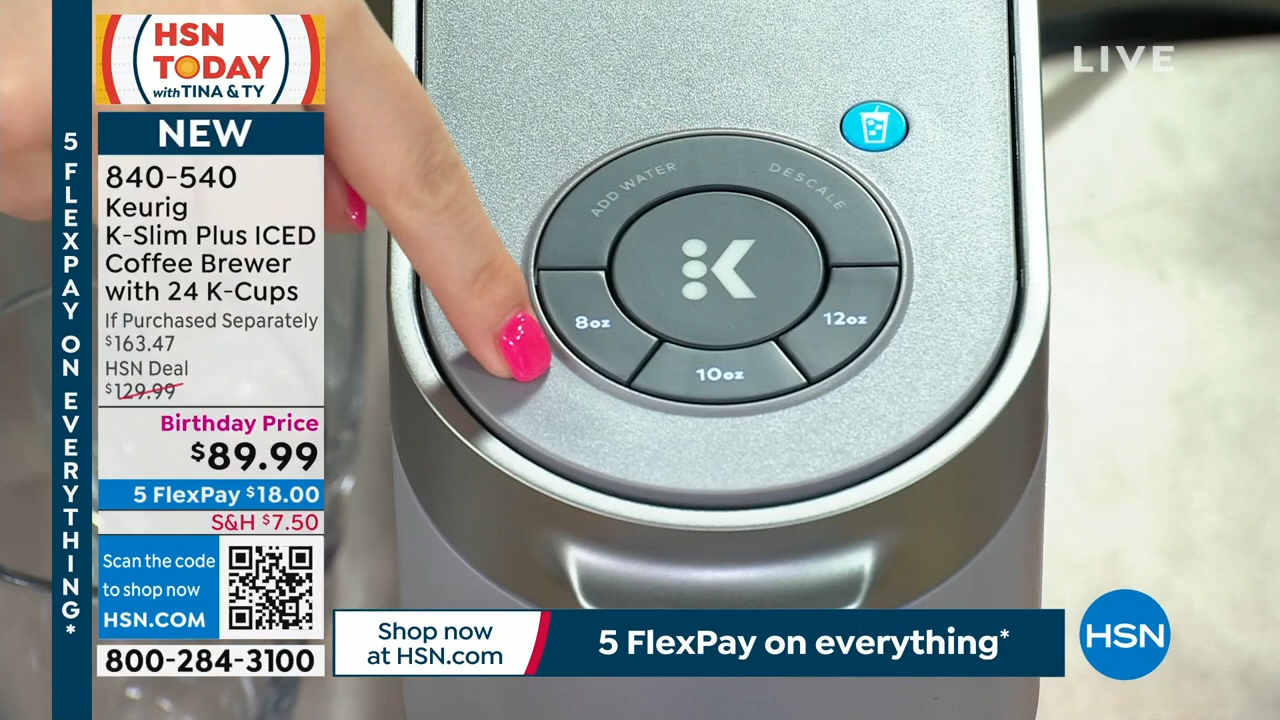 5 FLEXPAY ON EVERYTHING*
HSN
TODAY
with TINA & TY
NEW
840-540
Keurig
K-Slim Plus ICED
Coffee Brewer
with 24 K-Cups
If Purchased Separately
$163.47
HSN Deal
$129.99
Birthday Price
$89.99
5 FlexPay $18.00
S&H $7.50
Scan the code
to shop now
HSN.COM
800-284-3100
LIVE
ADD WATER
DESCALE
K
8oz
10oz
12oz
Shop now
at HSN.com
5 FlexPay on everything*
HSN